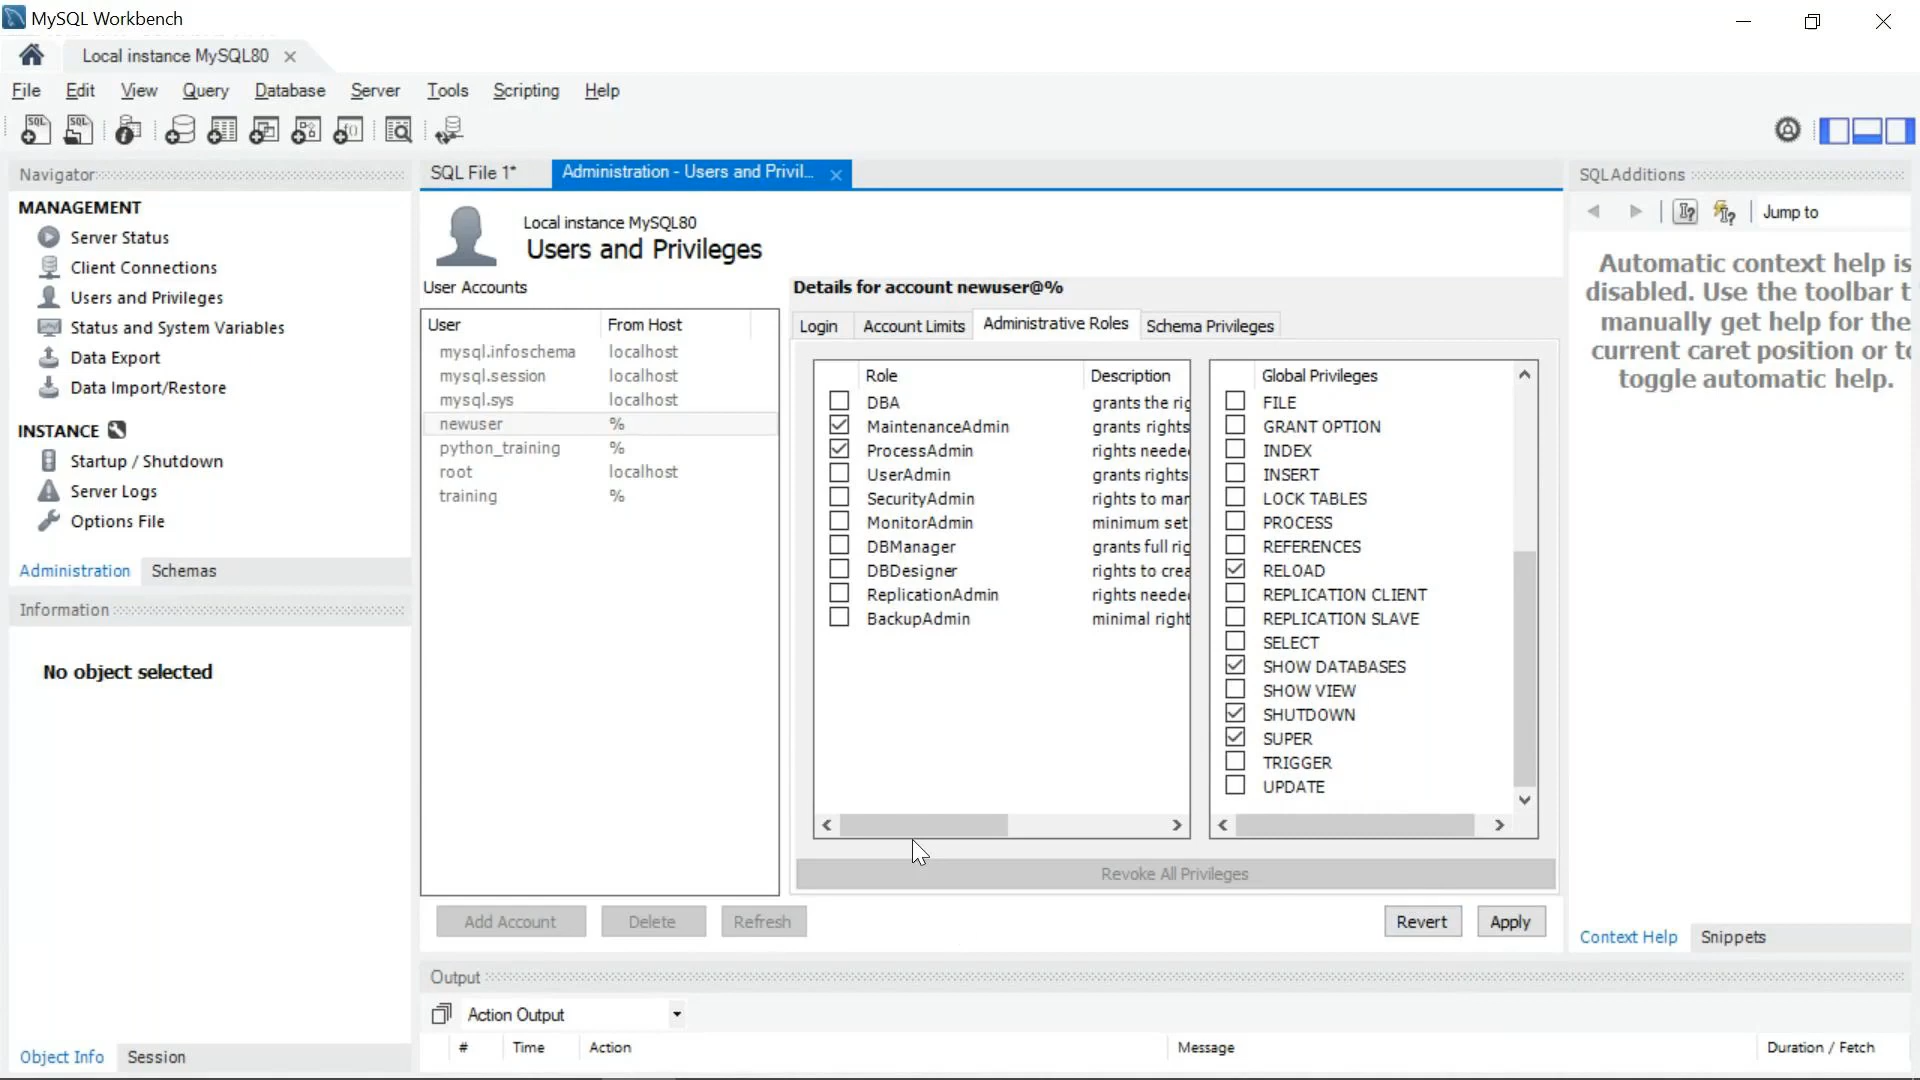 MySQL Workbench
Local instance MySQL80
File Edit View Query Database Server Tools Scripting Help
Navigator
MANAGEMENT
Server Status
Client Connections
Users and Privileges
Status and System Variables
Data Export
Data Import/Restore
INSTANCE
Startup / Shutdown
Server Logs
Options File
Administration Schemas
Information
No object selected
Object Info Session
SQL File 1* Administration - Users and Privil...
Local instance MySQL80
Users and Privileges
User Accounts
User From Host
mysql.infoschema localhost
mysql.session localhost
mysql.sys localhost
newuser %
python_training %
root localhost
training %
Add Account Delete Refresh
Details for account newuser@%
Login Account Limits Administrative Roles Schema Privileges
Role Description
DBA grants the rig
MaintenanceAdmin grants rights
ProcessAdmin rights neede
UserAdmin grants rights
SecurityAdmin rights to mar
MonitorAdmin minimum set
DBManager grants full rig
DBDesigner rights to crea
ReplicationAdmin rights neede
BackupAdmin minimal right
Global Privileges
FILE
GRANT OPTION
INDEX
INSERT
LOCK TABLES
PROCESS
REFERENCES
RELOAD
REPLICATION CLIENT
REPLICATION SLAVE
SELECT
SHOW DATABASES
SHOW VIEW
SHUTDOWN
SUPER
TRIGGER
UPDATE
Revoke All Privileges
Revert Apply
SQLAdditions
Jump to
Automatic context help is
disabled. Use the toolbar t
manually get help for the
current caret position or to
toggle automatic help.
Context Help Snippets
Output
Action Output
# Time Action Message Duration / Fetch